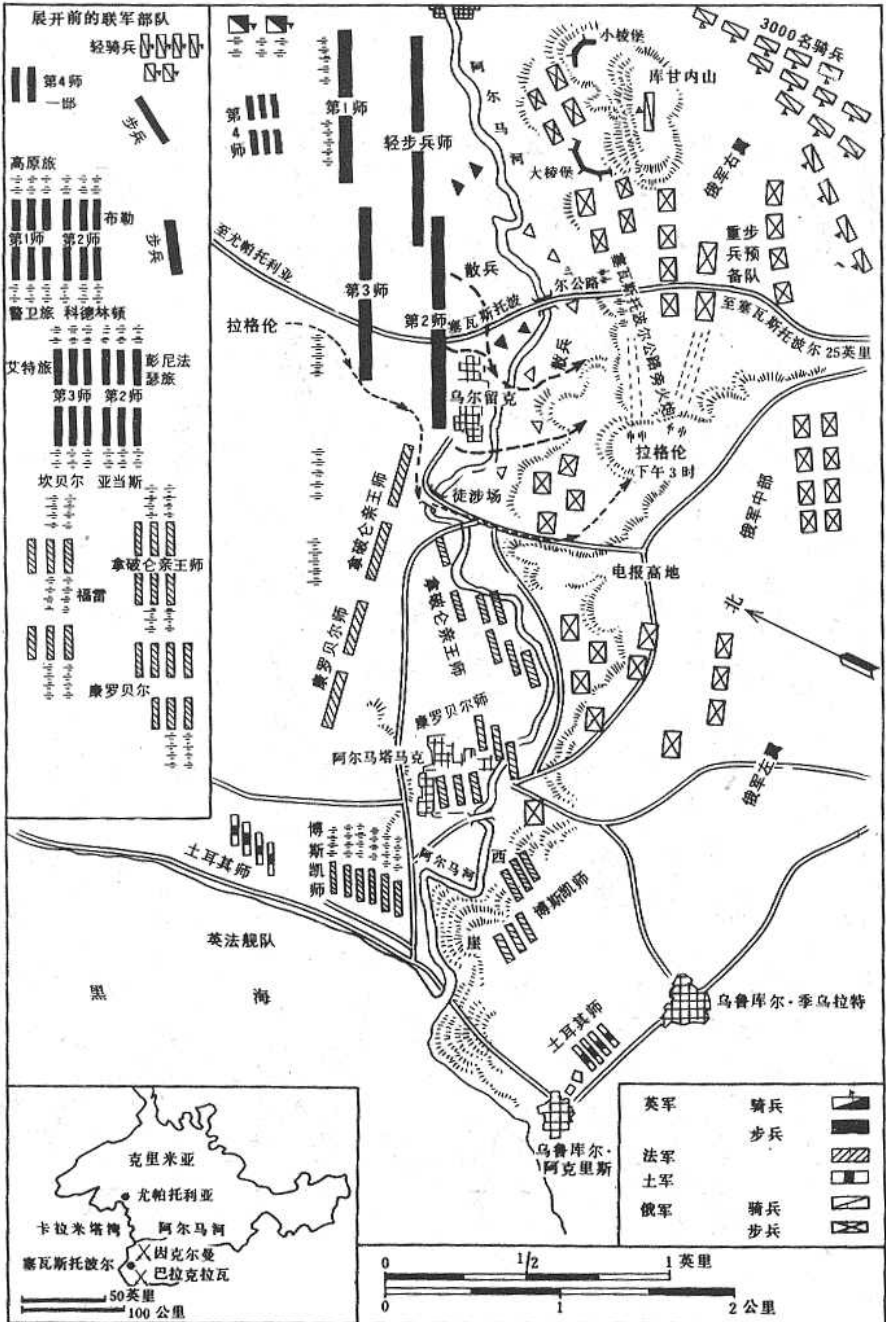 展开前的联军部队
轻骑兵
第4师
一部
步兵
高原旅
布勒
第1师 第2师
步兵
警卫旅 科德林顿
艾特旅
彭尼法瑟旅
第3师 第2师
坎贝尔 亚当斯
拿破仑亲王师
福雷
康罗贝尔
第4师
第1师
轻步兵师
阿尔马河
小棱堡
库甘内山
3000名骑兵
大棱堡
俄军右翼
重步兵预备队
至尤帕托利亚
第3师
散兵
第2师
塞瓦斯托波尔公路
至塞瓦斯托波尔 25英里
塞瓦斯托波尔公路旁火炮
拉格伦
散兵
乌尔留克
拉格伦
下午3时
俄军中部
徒涉场
拿破仑亲王师
电报高地
北
拿破仑亲王师
康罗贝尔师
康罗贝尔师
阿尔马塔马克
俄军左翼
土耳其师
博斯凯师
阿尔马河
西
崖
博斯凯师
英法舰队
黑 海
乌鲁库尔·季乌拉特
土耳其师
乌鲁库尔·
阿克里斯
克里米亚
尤帕托利亚
卡拉米塔湾 阿尔马河
塞瓦斯托波尔
因克尔曼
巴拉克拉瓦
50英里
100公里
英军 骑兵
步兵
法军
土军
俄军 骑兵
步兵
0 1/2 1 英里
0 1 2 公里